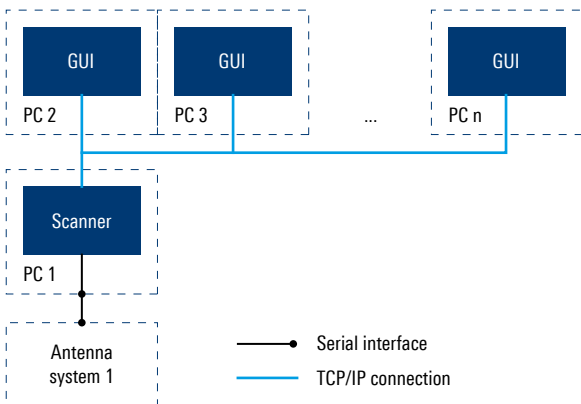 GUI
GUI
GUI
PC 2
PC 3
...
PC n
Scanner
PC 1
Antenna
system 1
Serial interface
TCP/IP connection